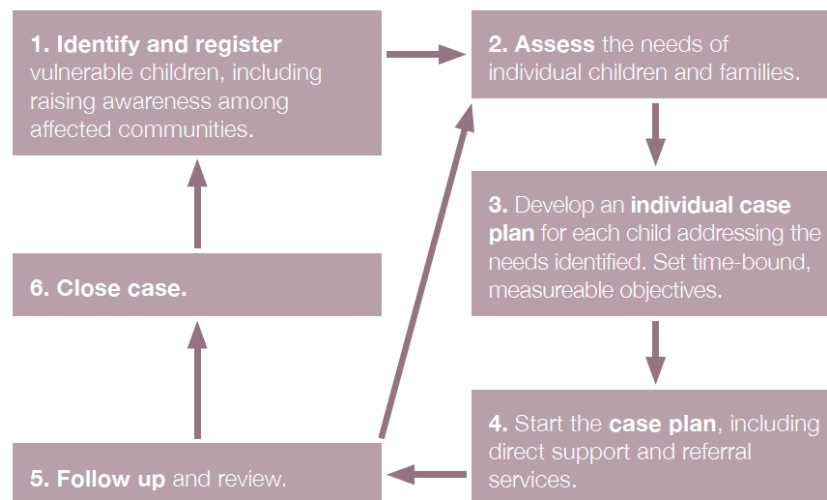 1. Identify and register
vulnerable children, including
raising awareness among
affected communities.
2. Assess the needs of
individual children and families.
3. Develop an individual case
plan for each child addressing the
needs identified. Set time-bound,
measureable objectives.
4. Start the case plan, including
direct support and referral
services.
5. Follow up and review.
6. Close case.